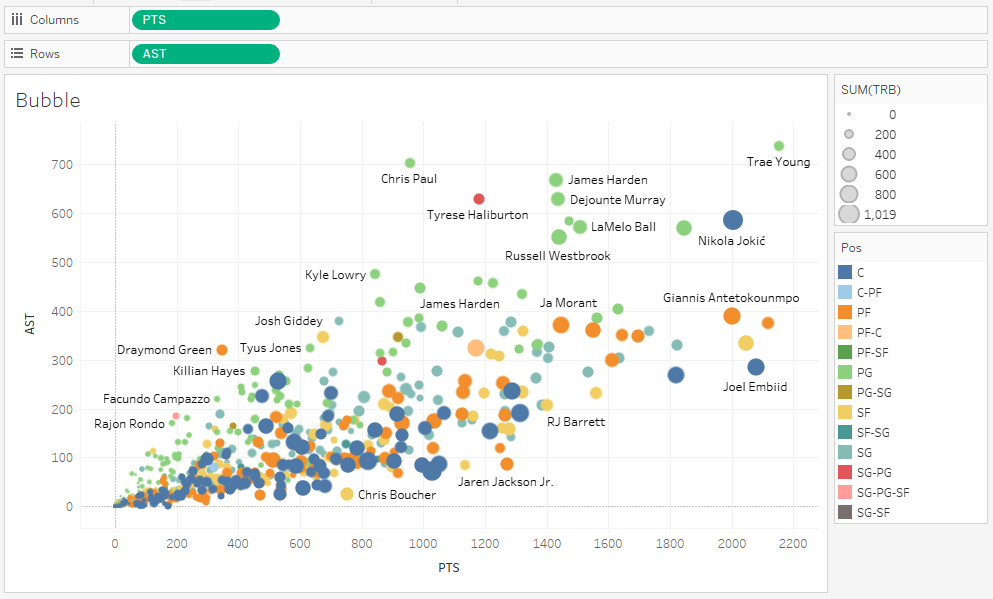 Columns PTS
Rows AST
Bubble
Trae Young
Chris Paul
James Harden
Dejounte Murray
Tyrese Haliburton
LaMelo Ball
Nikola Jokić
Russell Westbrook
Kyle Lowry
Giannis Antetokounmpo
James Harden
Ja Morant
Josh Giddey
Draymond Green
Tyus Jones
Killian Hayes
Joel Embiid
Facundo Campazzo
Rajon Rondo
RJ Barrett
Jaren Jackson Jr.
Chris Boucher
700
600
500
400
300
200
100
0
AST
0 200 400 600 800 1000 1200 1400 1600 1800 2000 2200
PTS
SUM(TRB)
0
200
400
600
800
1,019
Pos
C
C-PF
PF
PF-C
PF-SF
PG
PG-SG
SF
SF-SG
SG
SG-PG
SG-PG-SF
SG-SF